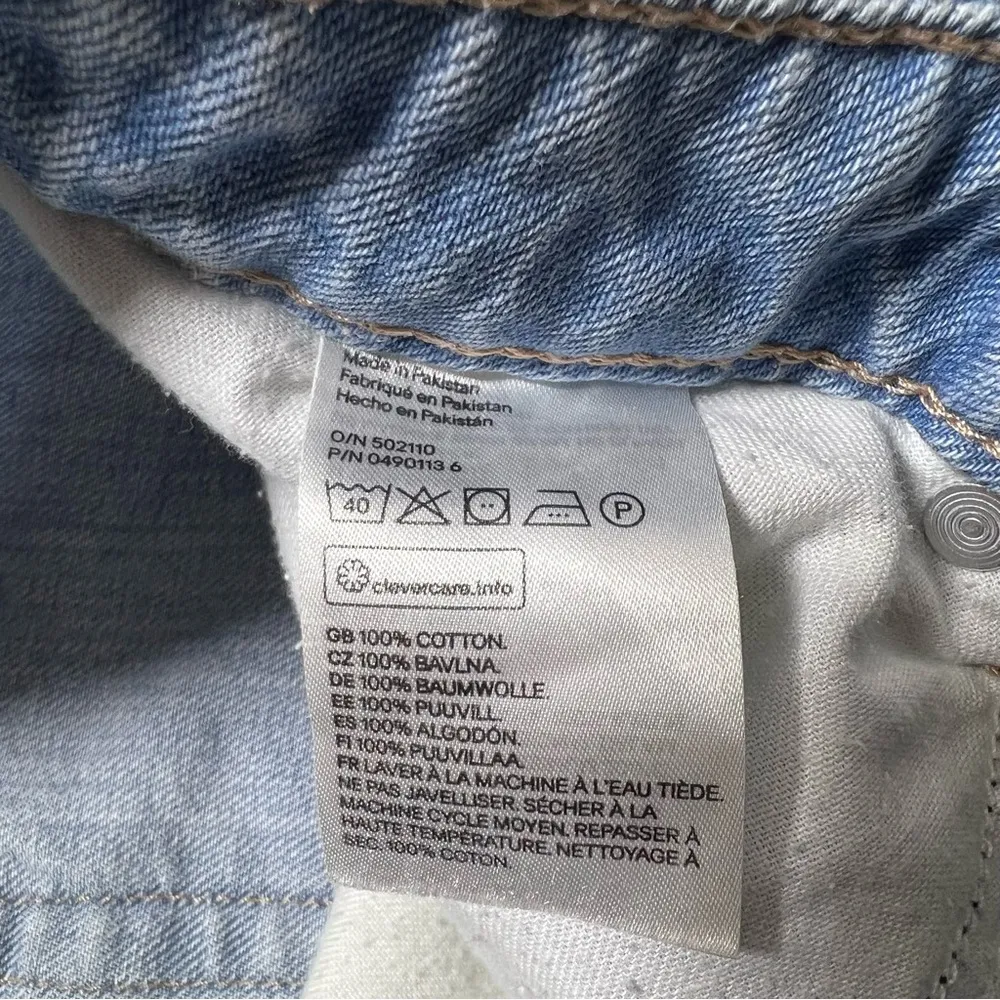 Made in Pakistan
Fabriqué en Pakistan
Hecho en Pakistán
O/N 502110
P/N 0490113 6
40 P
clevercare.info
GB 100% COTTON.
CZ 100% BAVLNA.
DE 100% BAUMWOLLE.
EE 100% PUUVILL.
ES 100% ALGODÓN.
FI 100% PUUVILLAA.
FR LAVER À LA MACHINE À L'EAU TIÈDE.
NE PAS JAVELLISER. SÉCHER À LA
MACHINE CYCLE MOYEN. REPASSER À
HAUTE TEMPÉRATURE. NETTOYAGE À
SEC. 100% COTON.